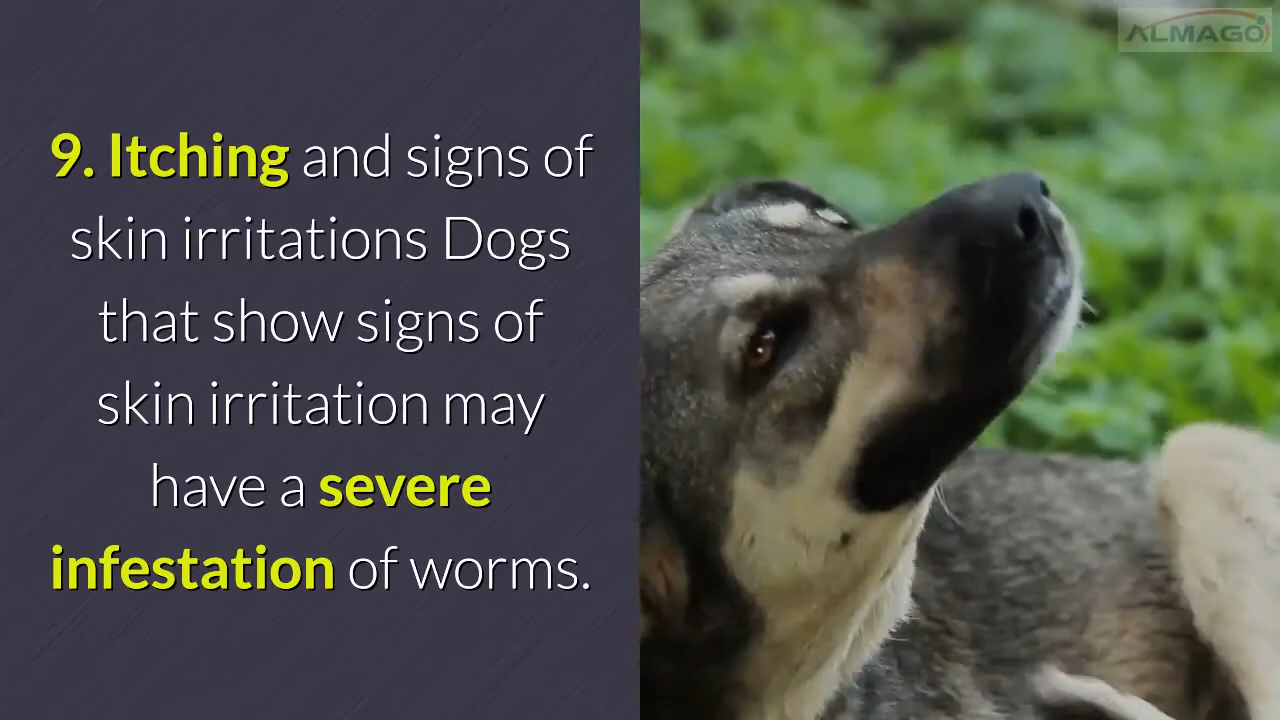 9. Itching and signs of
skin irritations Dogs
that show signs of
skin irritation may
have a severe
infestation of worms.
ALMAGO